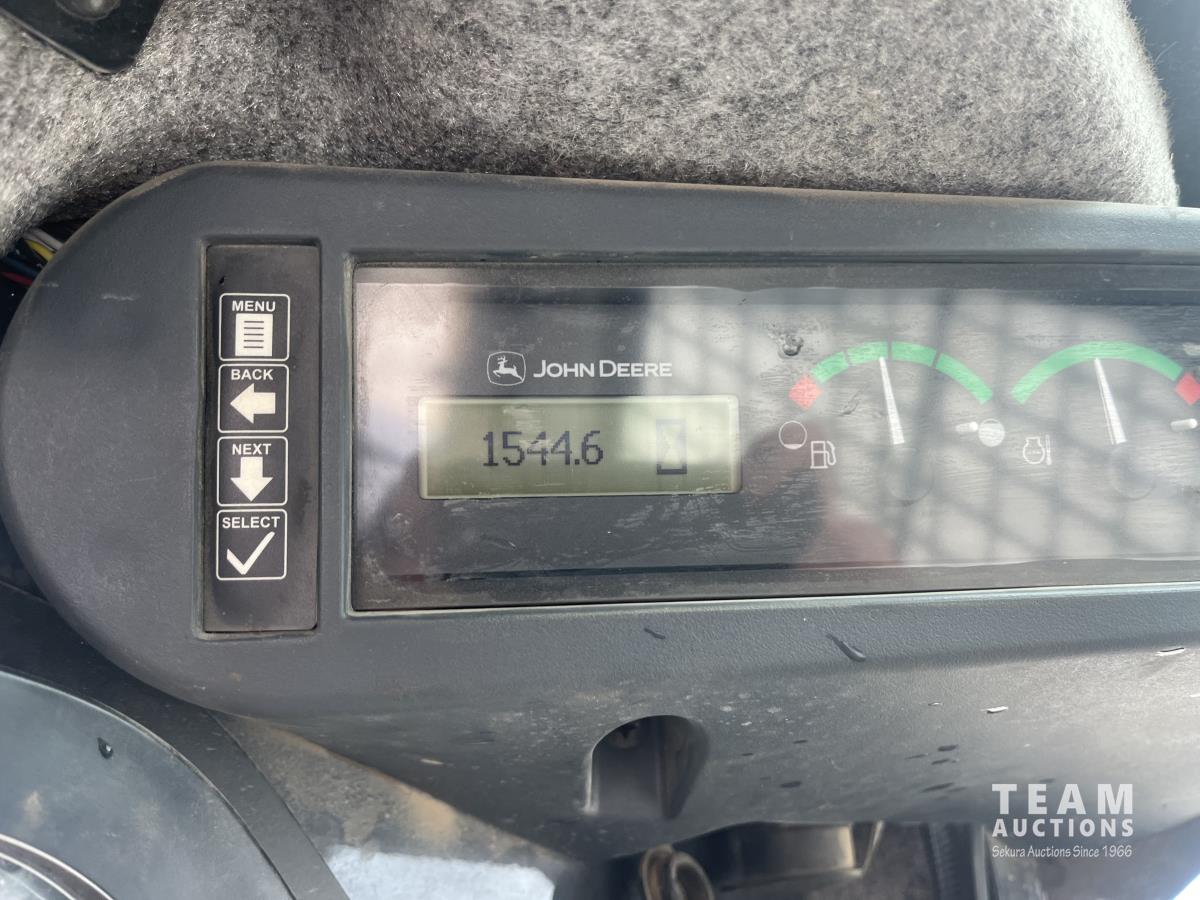 MENU
BACK
NEXT
SELECT
JOHN DEERE
1544.6
TEAM
AUCTIONS
Sekura Auctions Since 1966